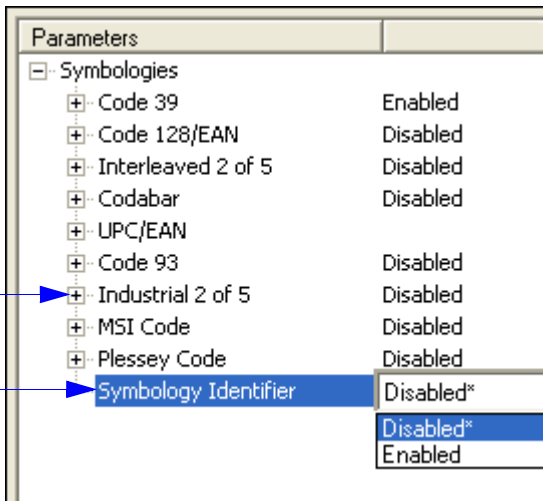 Parameters
Symbologies
Code 39 Enabled
Code 128/EAN Disabled
Interleaved 2 of 5 Disabled
Codabar Disabled
UPC/EAN
Code 93 Disabled
Industrial 2 of 5 Disabled
MSI Code Disabled
Plessey Code Disabled
Symbology Identifier Disabled*
Disabled*
Enabled